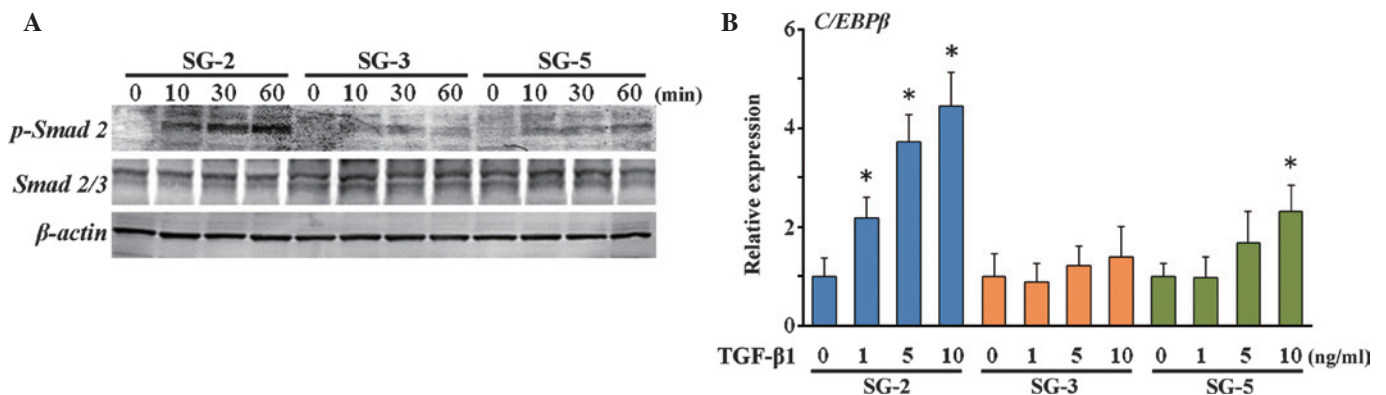 A
SG-2 SG-3 SG-5
0 10 30 60 0 10 30 60 0 10 30 60 (min)
p-Smad 2
Smad 2/3
β-actin
B
C/EBPβ
Relative expression
6
4
2
0
* * * *
TGF-β1 0 1 5 10 0 1 5 10 0 1 5 10 (ng/ml)
SG-2 SG-3 SG-5